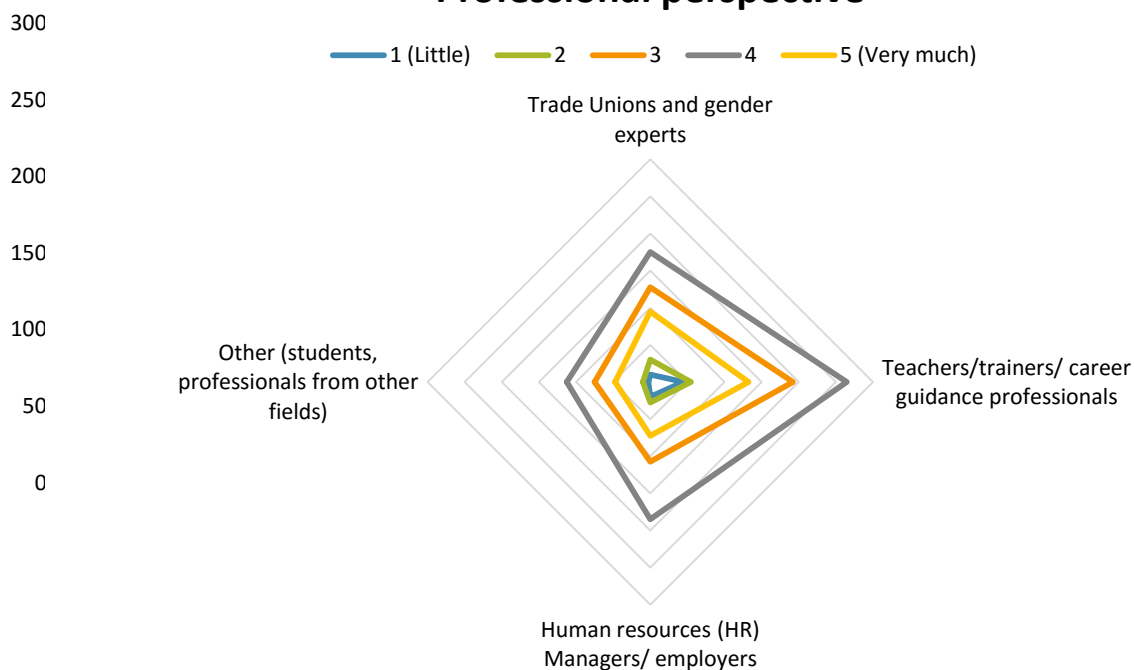 Professional perspective
300
1 (Little) 2 3 4 5 (Very much)
250
Trade Unions and gender
experts
200
150
100
Other (students,
professionals from other
fields)
Teachers/trainers/ career
guidance professionals
50
0
Human resources (HR)
Managers/ employers